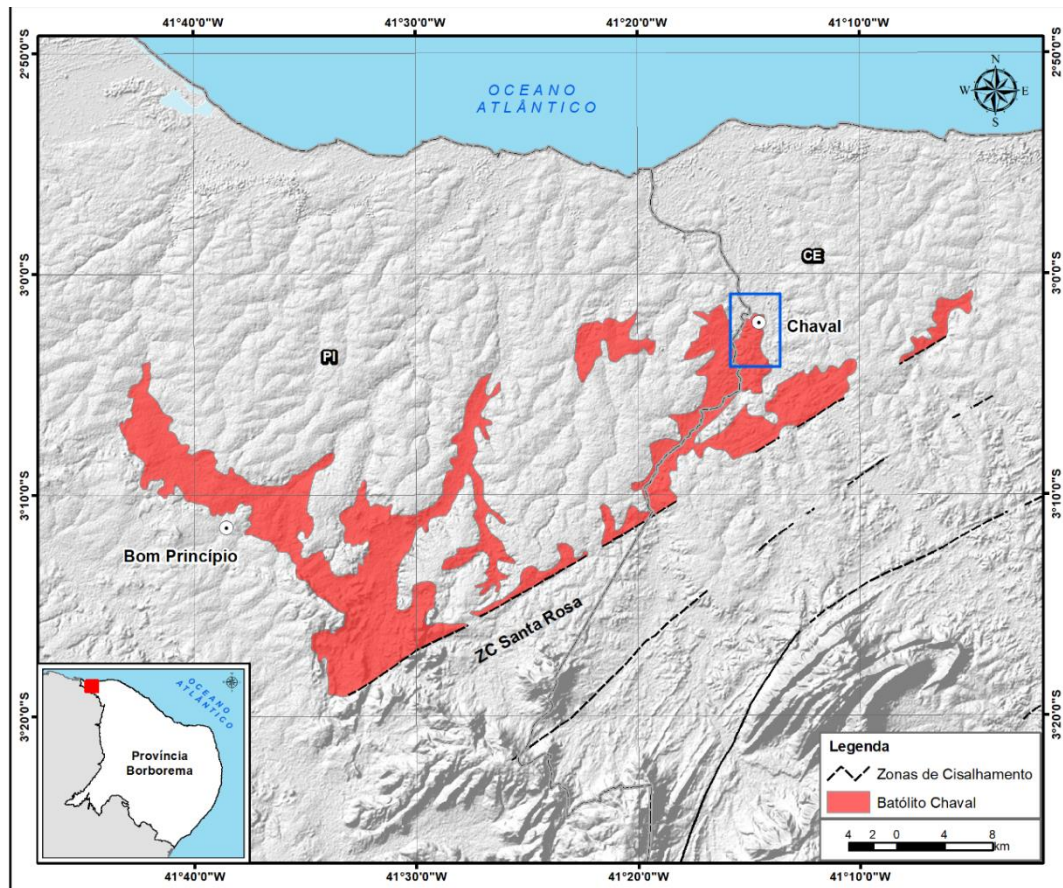 41°40'0"W 41°30'0"W 41°20'0"W 41°10'0"W
2°50'0"S 2°50'0"S
OCEANO
ATLÂNTICO
N
W E
S
CE
3°0'0"S 3°0'0"S
Chaval
PI
3°10'0"S 3°10'0"S
Bom Princípio
ZC Santa Rosa
3°20'0"S 3°20'0"S
OCEANO
ATLÂNTICO
Província
Borborema
Legenda
Zonas de Cisalhamento
Batólito Chaval
4 2 0 4 8
km
41°40'0"W 41°30'0"W 41°20'0"W 41°10'0"W